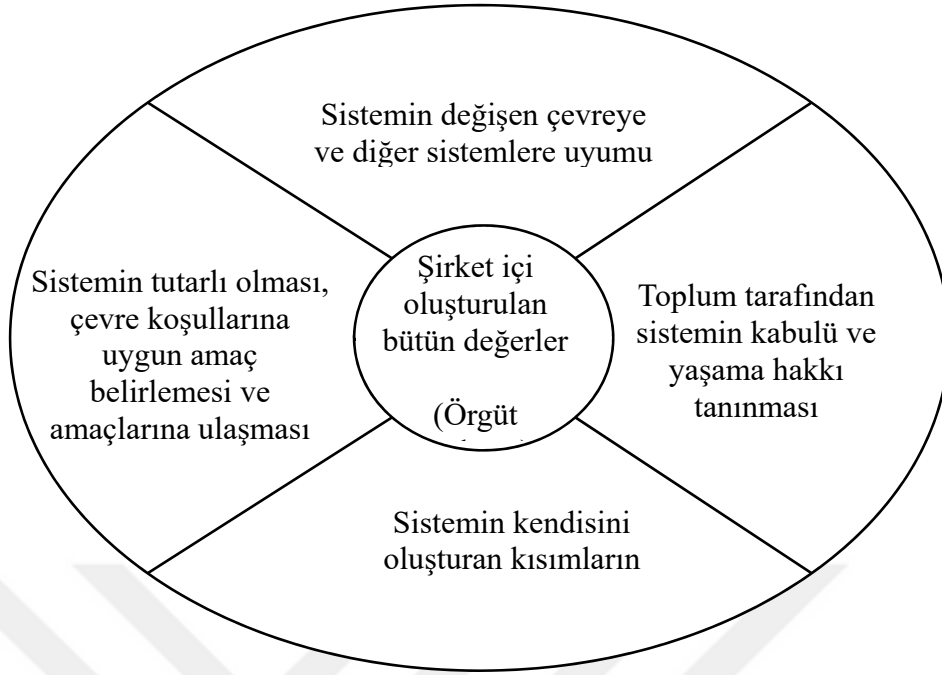 Sistemin değişen çevreye
ve diğer sistemlere uyumu
Sistemin tutarlı olması,
çevre koşullarına
uygun amaç
belirlemesi ve
amaçlarına ulaşması
Şirket içi
oluşturulan
bütün değerler
(Örgüt
Toplum tarafından
sistemin kabulü ve
yaşama hakkı
tanınması
Sistemin kendisini
oluşturan kısımların